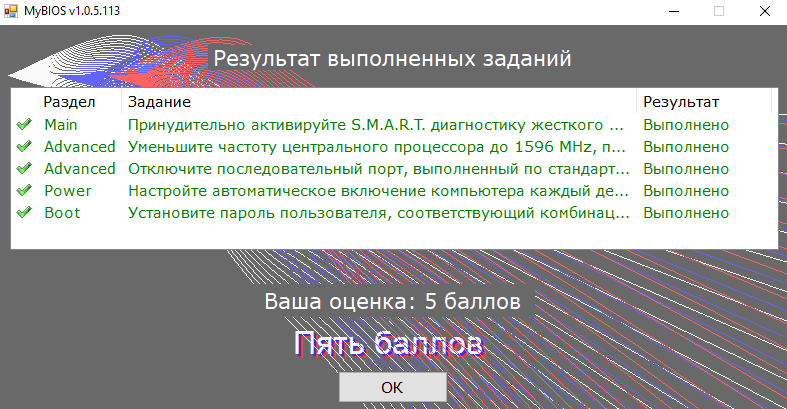 MyBIOS v1.0.5.113
Результат выполненных заданий
Раздел Задание Результат
Main Принудительно активируйте S.M.A.R.T. диагностику жесткого ... Выполнено
Advanced Уменьшите частоту центрального процессора до 1596 MHz, п... Выполнено
Advanced Отключите последовательный порт, выполненный по стандарт... Выполнено
Power Настройте автоматическое включение компьютера каждый де... Выполнено
Boot Установите пароль пользователя, соответствующий комбинац... Выполнено
Ваша оценка: 5 баллов
Пять баллов
OK